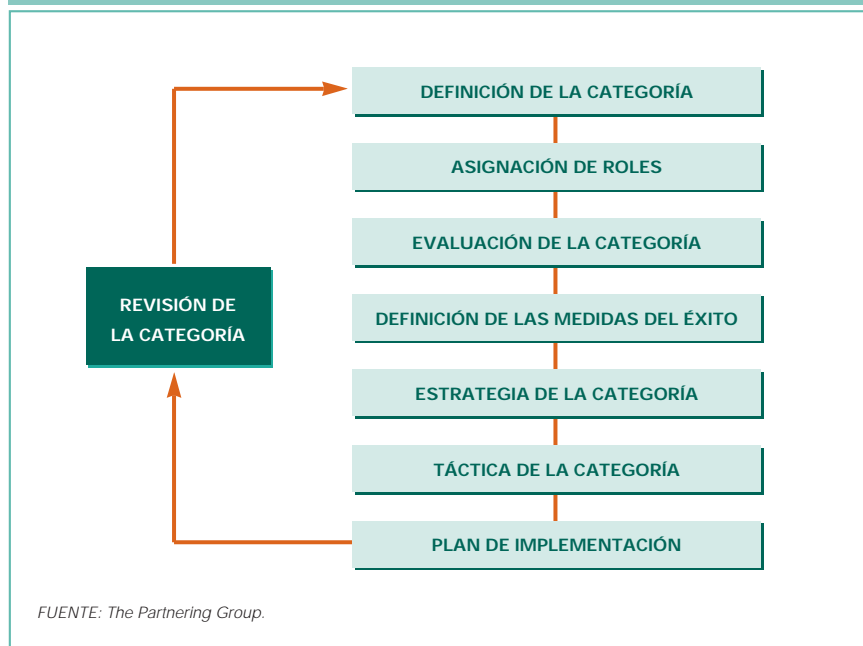 DEFINICIÓN DE LA CATEGORÍA
ASIGNACIÓN DE ROLES
EVALUACIÓN DE LA CATEGORÍA
REVISIÓN DE
LA CATEGORÍA
DEFINICIÓN DE LAS MEDIDAS DEL ÉXITO
ESTRATEGIA DE LA CATEGORÍA
TÁCTICA DE LA CATEGORÍA
PLAN DE IMPLEMENTACIÓN
FUENTE: The Partnering Group.